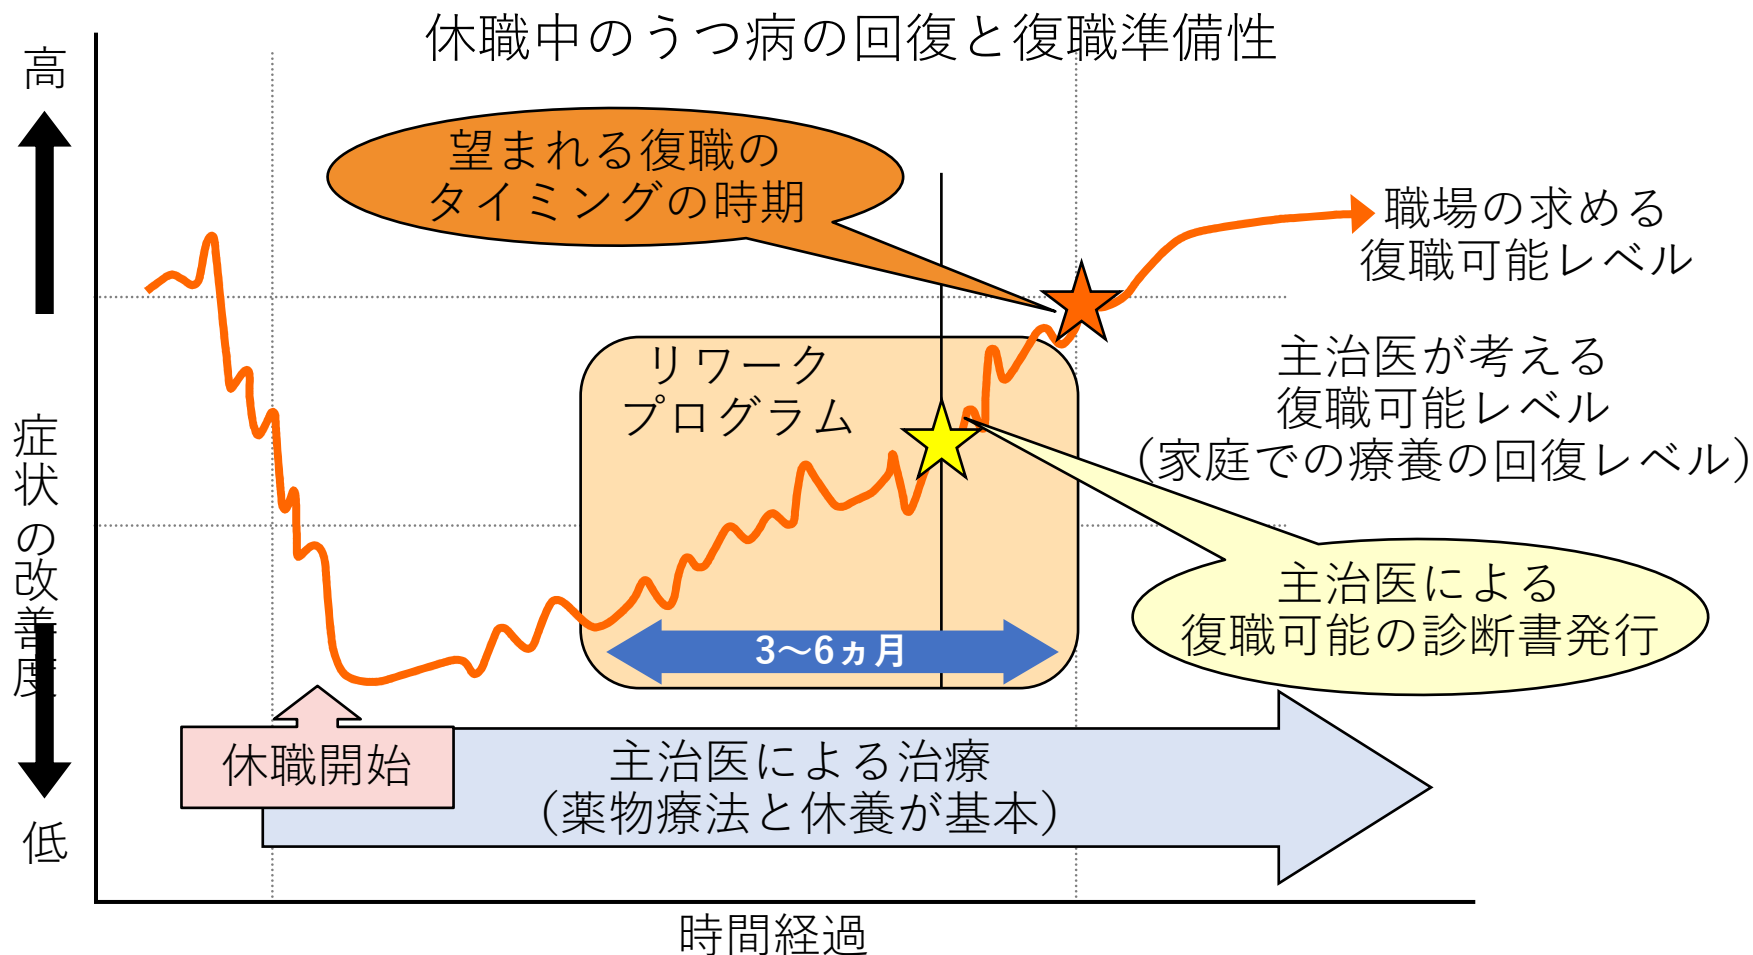 休職中のうつ病の回復と復職準備性
高
望まれる復職の
タイミングの時期
職場の求める
復職可能レベル
リワーク
プログラム
主治医が考える
復職可能レベル
（家庭での療養の回復レベル）
症状の改善度
3～6ヵ月
主治医による
復職可能の診断書発行
休職開始
主治医による治療
（薬物療法と休養が基本）
低
時間経過